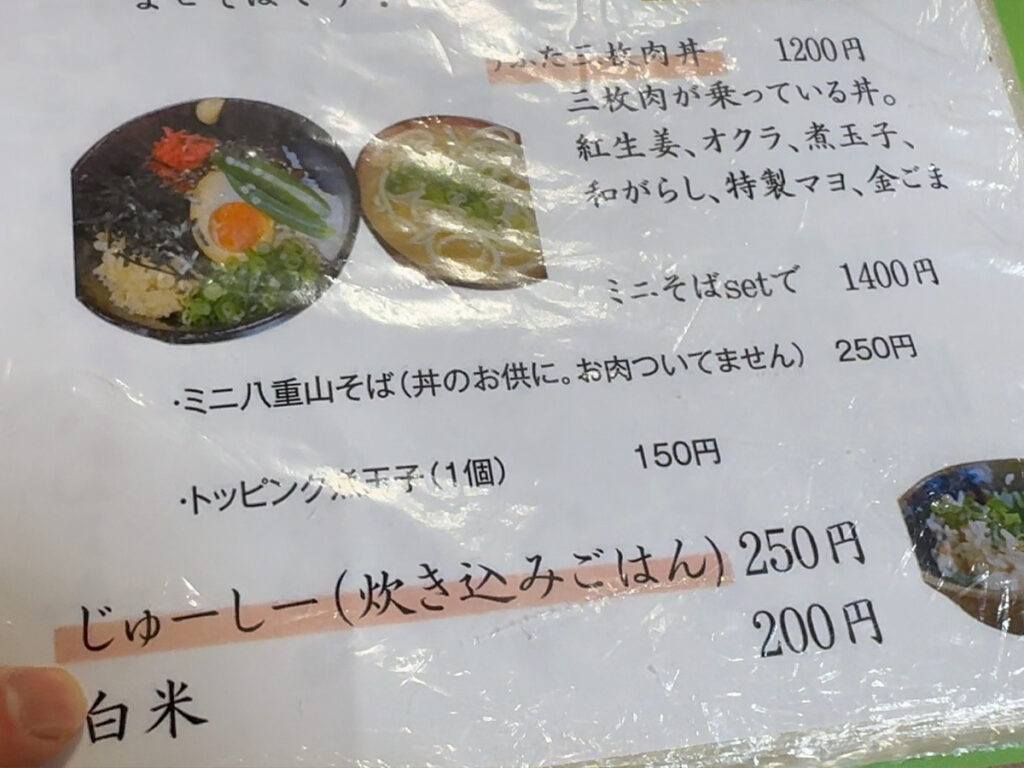 ふた三枚肉丼 1200円
三枚肉が乗っている丼。
紅生姜、オクラ、煮玉子、
和がらし、特製マヨ、金ごま
ミニそばsetで 1400円
・ミニ八重山そば(丼のお供に。お肉ついてません) 250円
・トッピング煮玉子(1個) 150円
じゅーしー(炊き込みごはん) 250円
白米 200円